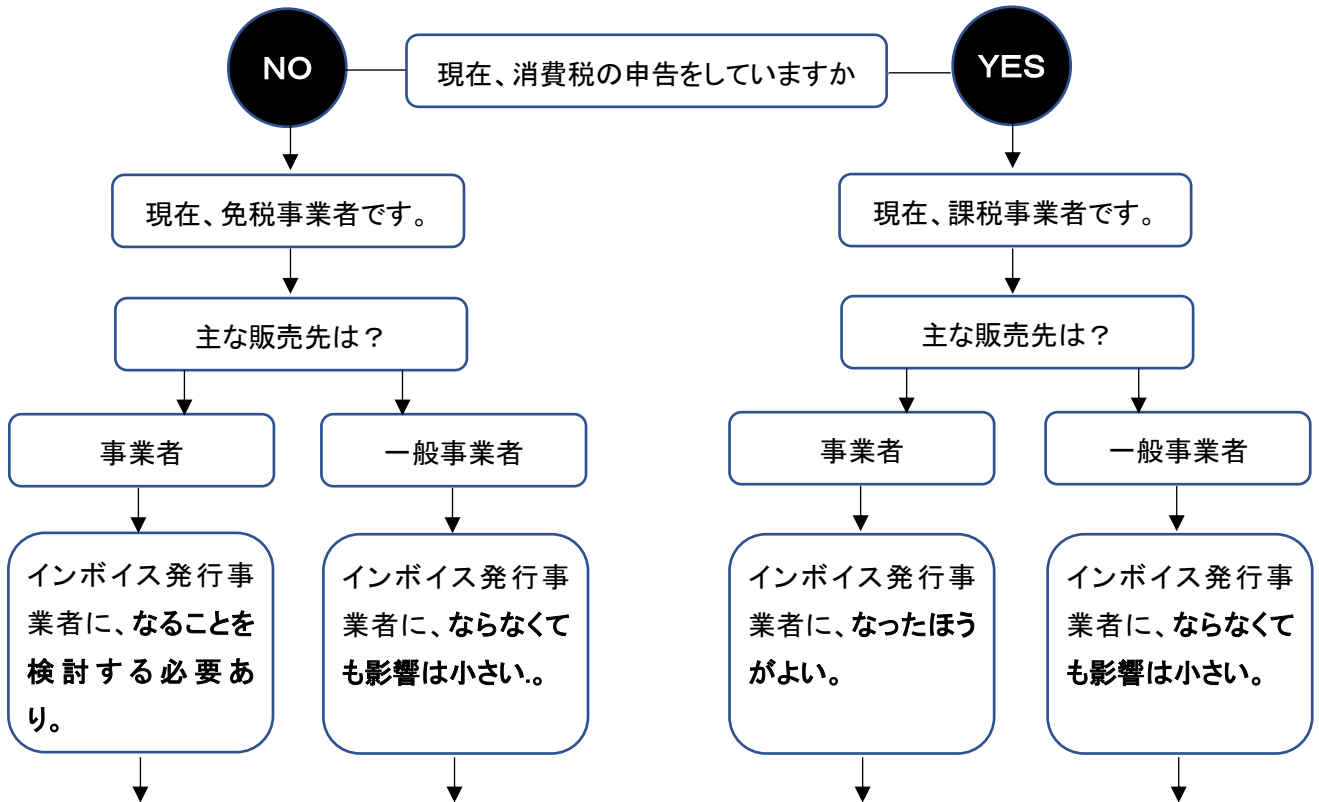 NO
現在、消費税の申告をしていますか
YES
現在、免税事業者です。
現在、課税事業者です。
主な販売先は？
主な販売先は？
事業者
一般事業者
事業者
一般事業者
インボイス発行事
業者に、なることを
検討する必要あ
り。
インボイス発行事
業者に、ならなくて
も影響は小さい.。
インボイス発行事
業者に、なったほう
がよい。
インボイス発行事
業者に、ならなくて
も影響は小さい。